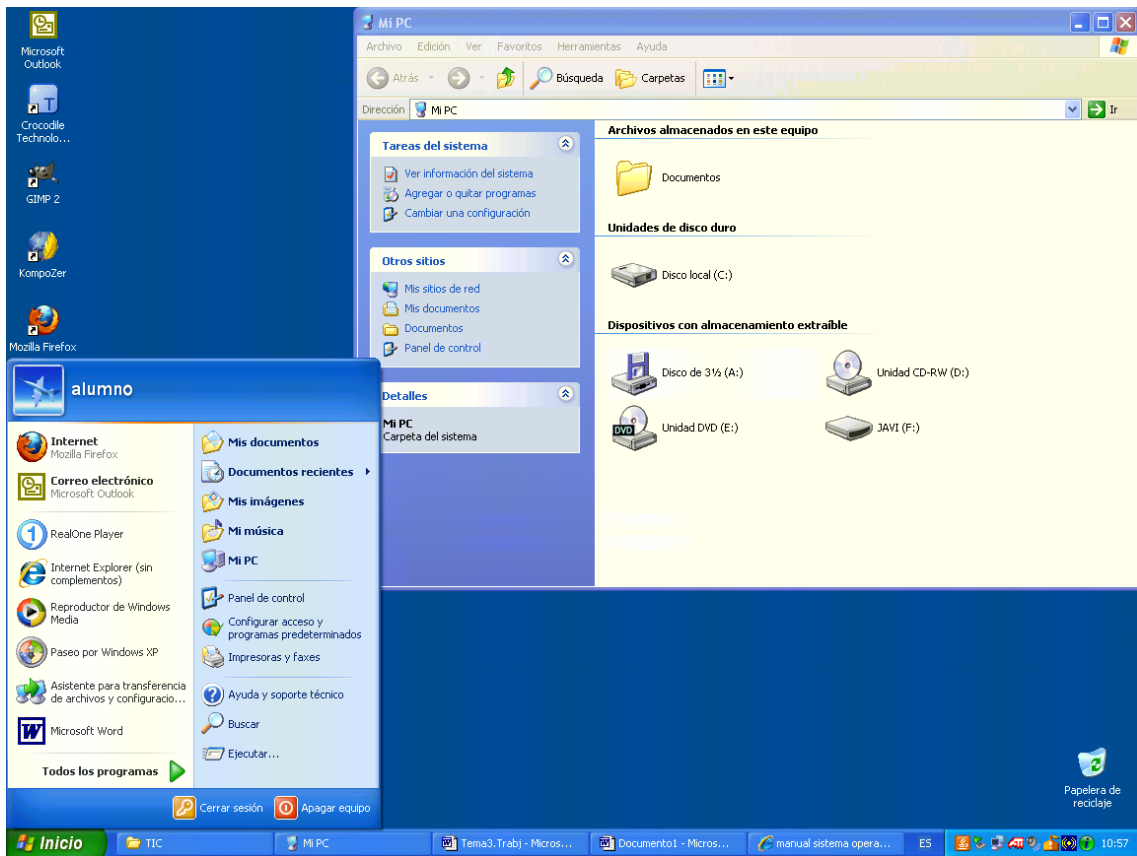 Microsoft
Outlook
Crocodile
Technolo...
GIMP 2
KompoZer
Mozilla Firefox
Mi PC
Archivo Edición Ver Favoritos Herramientas Ayuda
Atrás Búsqueda Carpetas
Dirección Mi PC Ir
Tareas del sistema
Ver información del sistema
Agregar o quitar programas
Cambiar una configuración
Otros sitios
Mis sitios de red
Mis documentos
Documentos
Panel de control
Detalles
Mi PC
Carpeta del sistema
Archivos almacenados en este equipo
Documentos
Unidades de disco duro
Disco local (C:)
Dispositivos con almacenamiento extraíble
Disco de 3½ (A:) Unidad CD-RW (D:)
DVD
Unidad DVD (E:) JAVI (F:)
alumno
Internet
Mozilla Firefox
Correo electrónico
Microsoft Outlook
RealOne Player
Internet Explorer (sin
complementos)
Reproductor de Windows
Media
Paseo por Windows XP
Asistente para transferencia
de archivos y configuracio...
Microsoft Word
Todos los programas
Mis documentos
Documentos recientes
Mis imágenes
Mi música
Mi PC
Panel de control
Configurar acceso y
programas predeterminados
Impresoras y faxes
Ayuda y soporte técnico
Buscar
Ejecutar...
Cerrar sesión Apagar equipo
Papelera de
reciclaje
Inicio TIC Mi PC Tema3.Trabj - Micros... Documento1 - Micros... manual sistema opera... ES 10:57